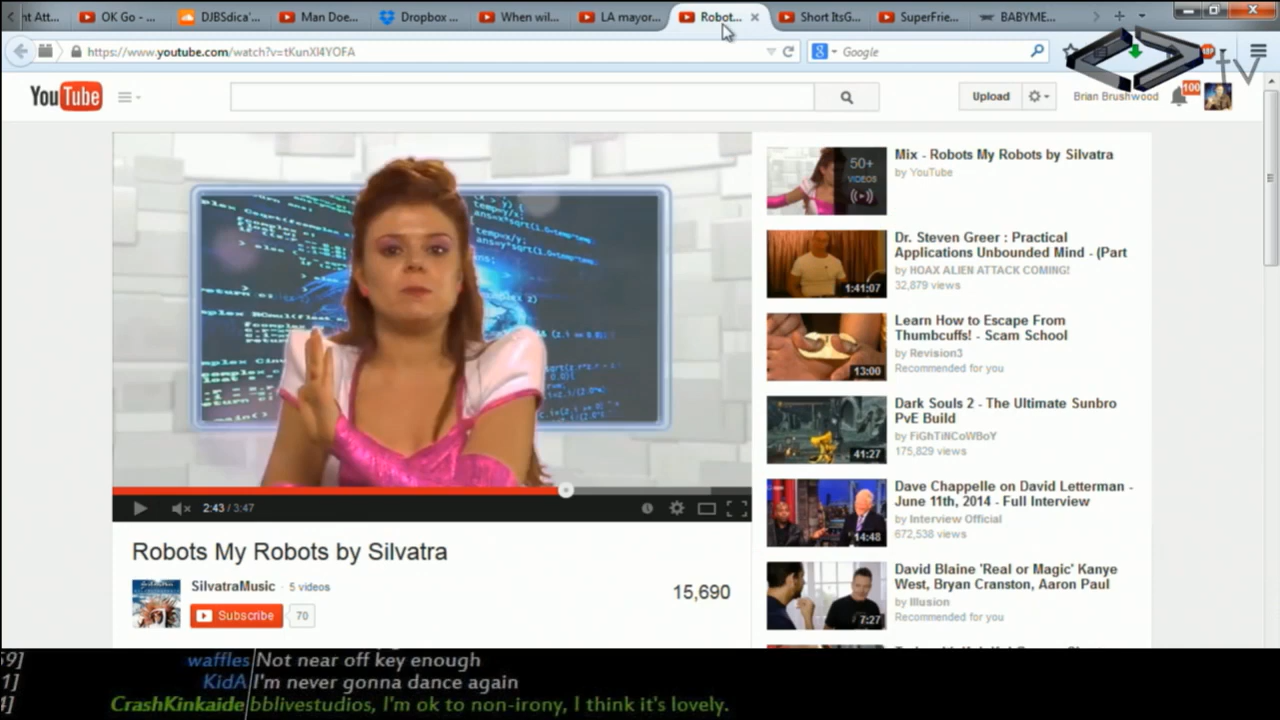 nt Att...
OK Go - ...
DJBSdica'...
Man Doe...
Dropbox ...
When wil...
LA mayor...
Robot...
Short ItsG...
SuperFrie...
BABYME...
https://www.youtube.com/watch?v=tKunXl4YOFA
Google
tv
YouTube
Upload
Brian Brushwood
100
Mix - Robots My Robots by Silvatra
by YouTube
50+
VIDEOS
Dr. Steven Greer : Practical
Applications Unbounded Mind - (Part
by HOAX ALIEN ATTACK COMING!
32,879 views
1:41:07
Learn How to Escape From
Thumbcuffs! - Scam School
by Revision3
Recommended for you
13:00
Dark Souls 2 - The Ultimate Sunbro
PvE Build
by FiGhTiNCoWBoY
175,829 views
41:27
Dave Chappelle on David Letterman -
June 11th, 2014 - Full Interview
by Interview Official
672,538 views
14:48
David Blaine 'Real or Magic' Kanye
West, Bryan Cranston, Aaron Paul
by Illusion
Recommended for you
7:27
2:43 / 3:47
Robots My Robots by Silvatra
SilvatraMusic · 5 videos
Subscribe 70
15,690
59] waffles Not near off key enough
1] KidA I'm never gonna dance again
4] CrashKinkaide bblivestudios, I'm ok to non-irony, I think it's lovely.